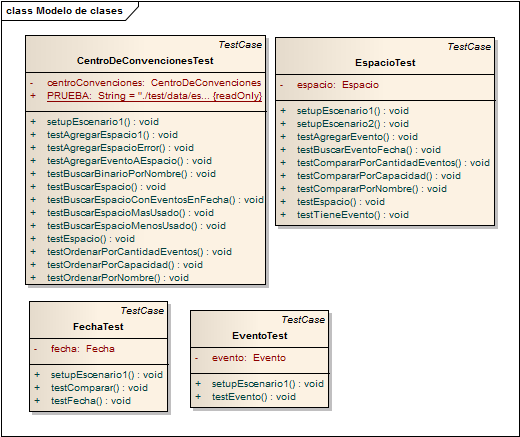 class Modelo de clases
TestCase
CentroDeConvencionesTest
- centroConvenciones: CentroDeConvenciones
+ PRUEBA: String = "./test/data/es... {readOnly}
+ setupEscenario1() : void
+ testAgregarEspacio1() : void
+ testAgregarEspacioError() : void
+ testAgregarEventoAEspacio() : void
+ testBuscarBinarioPorNombre() : void
+ testBuscarEspacio() : void
+ testBuscarEspacioConEventosEnFecha() : void
+ testBuscarEspacioMasUsado() : void
+ testBuscarEspacioMenosUsado() : void
+ testEspacio() : void
+ testOrdenarPorCantidadEventos() : void
+ testOrdenarPorCapacidad() : void
+ testOrdenarPorNombre() : void
TestCase
EspacioTest
- espacio: Espacio
+ setupEscenario1() : void
+ setupEscenario2() : void
+ testAgregarEvento() : void
+ testBuscarEventoFecha() : void
+ testCompararPorCantidadEventos() : void
+ testCompararPorCapacidad() : void
+ testCompararPorNombre() : void
+ testEspacio() : void
+ testTieneEvento() : void
TestCase
FechaTest
- fecha: Fecha
+ setupEscenario1() : void
+ testComparar() : void
+ testFecha() : void
TestCase
EventoTest
- evento: Evento
+ setupEscenario1() : void
+ testEvento() : void